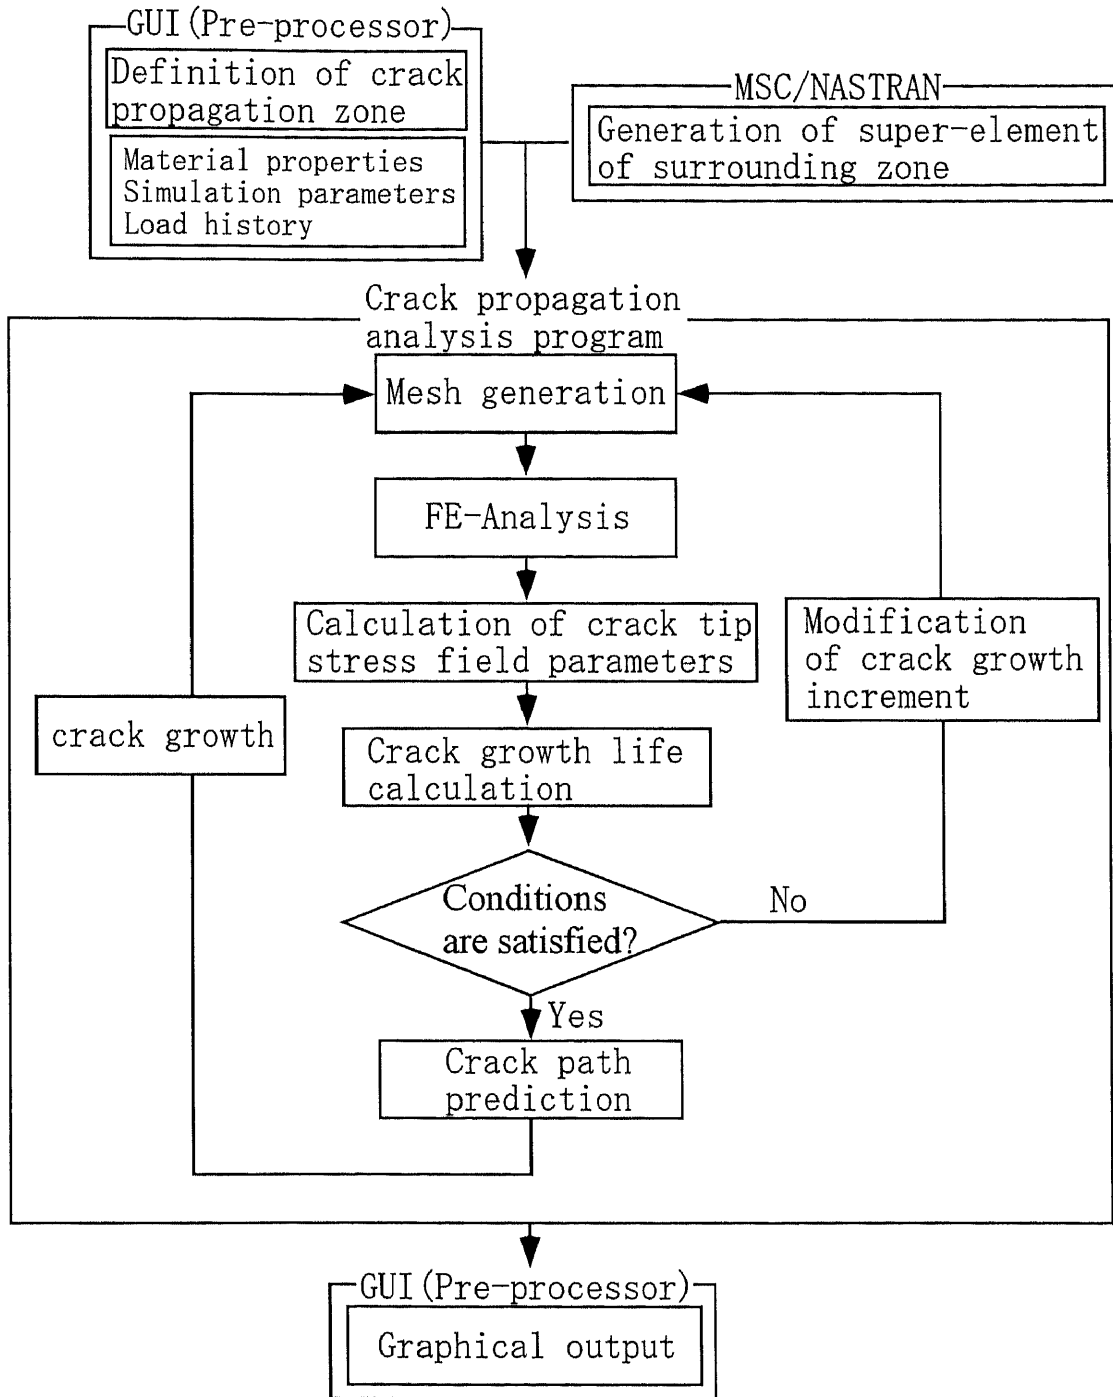 GUI(Pre-processor)
Definition of crack
propagation zone
Material properties
Simulation parameters
Load history
MSC/NASTRAN
Generation of super-element
of surrounding zone
Crack propagation
analysis program
Mesh generation
FE-Analysis
Calculation of crack tip
stress field parameters
Modification
of crack growth
increment
crack growth
Crack growth life
calculation
Conditions
are satisfied?
No
Yes
Crack path
prediction
GUI(Pre-processor)
Graphical output